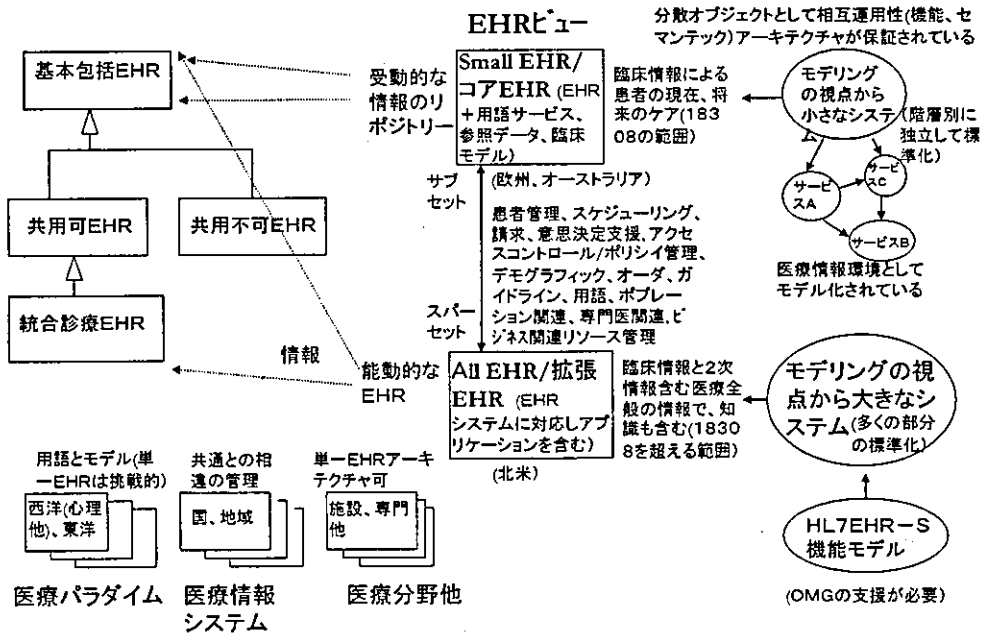 EHRビュー
分散オブジェクトとして相互運用性(機能、セ
マンテック)アーキテクチャが保証されている
基本包括EHR
共用可EHR
共用不可EHR
統合診療EHR
受動的な
情報のリ
ポジトリー
Small EHR/
コアEHR (EHR
+用語サービス、
参照データ、臨床
モデル)
(欧州、オーストラリア)
臨床情報による
患者の現在、将
来のケア(183
08の範囲)
モデリング
の視点から
小さなシステ
ム
(階層別に
独立して標
準化)
サービ
スA
サービ
スC
サービスB
医療情報環境として
モデル化されている
サブ
セット
患者管理、スケジューリング、
請求、意思決定支援、アクセ
スコントロール/ポリシイ管理、
デモグラフィック、オーダ、ガ
イドライン、用語、ポプレー
ション関連、専門医関連、ビ
ジネス関連リソース管理
スパー
セット
情報
能動的な
EHR
All EHR/拡張
EHR (EHR
システムに対応しアプ
リケーションを含む)
(北米)
臨床情報と2次
情報含む医療全
般の情報で、知
識も含む(1830
8を超える範囲)
モデリングの視
点から大きなシ
ステム(多くの部分
の標準化)
HL7EHR-S
機能モデル
(OMGの支援が必要)
用語とモデル(単
一EHRは挑戦的)
西洋(心理
他)、東洋
医療パラダイム
共通との相
違の管理
国、地域
医療情報
システム
単一EHRアーキ
テクチャ可
施設、専門
他
医療分野他